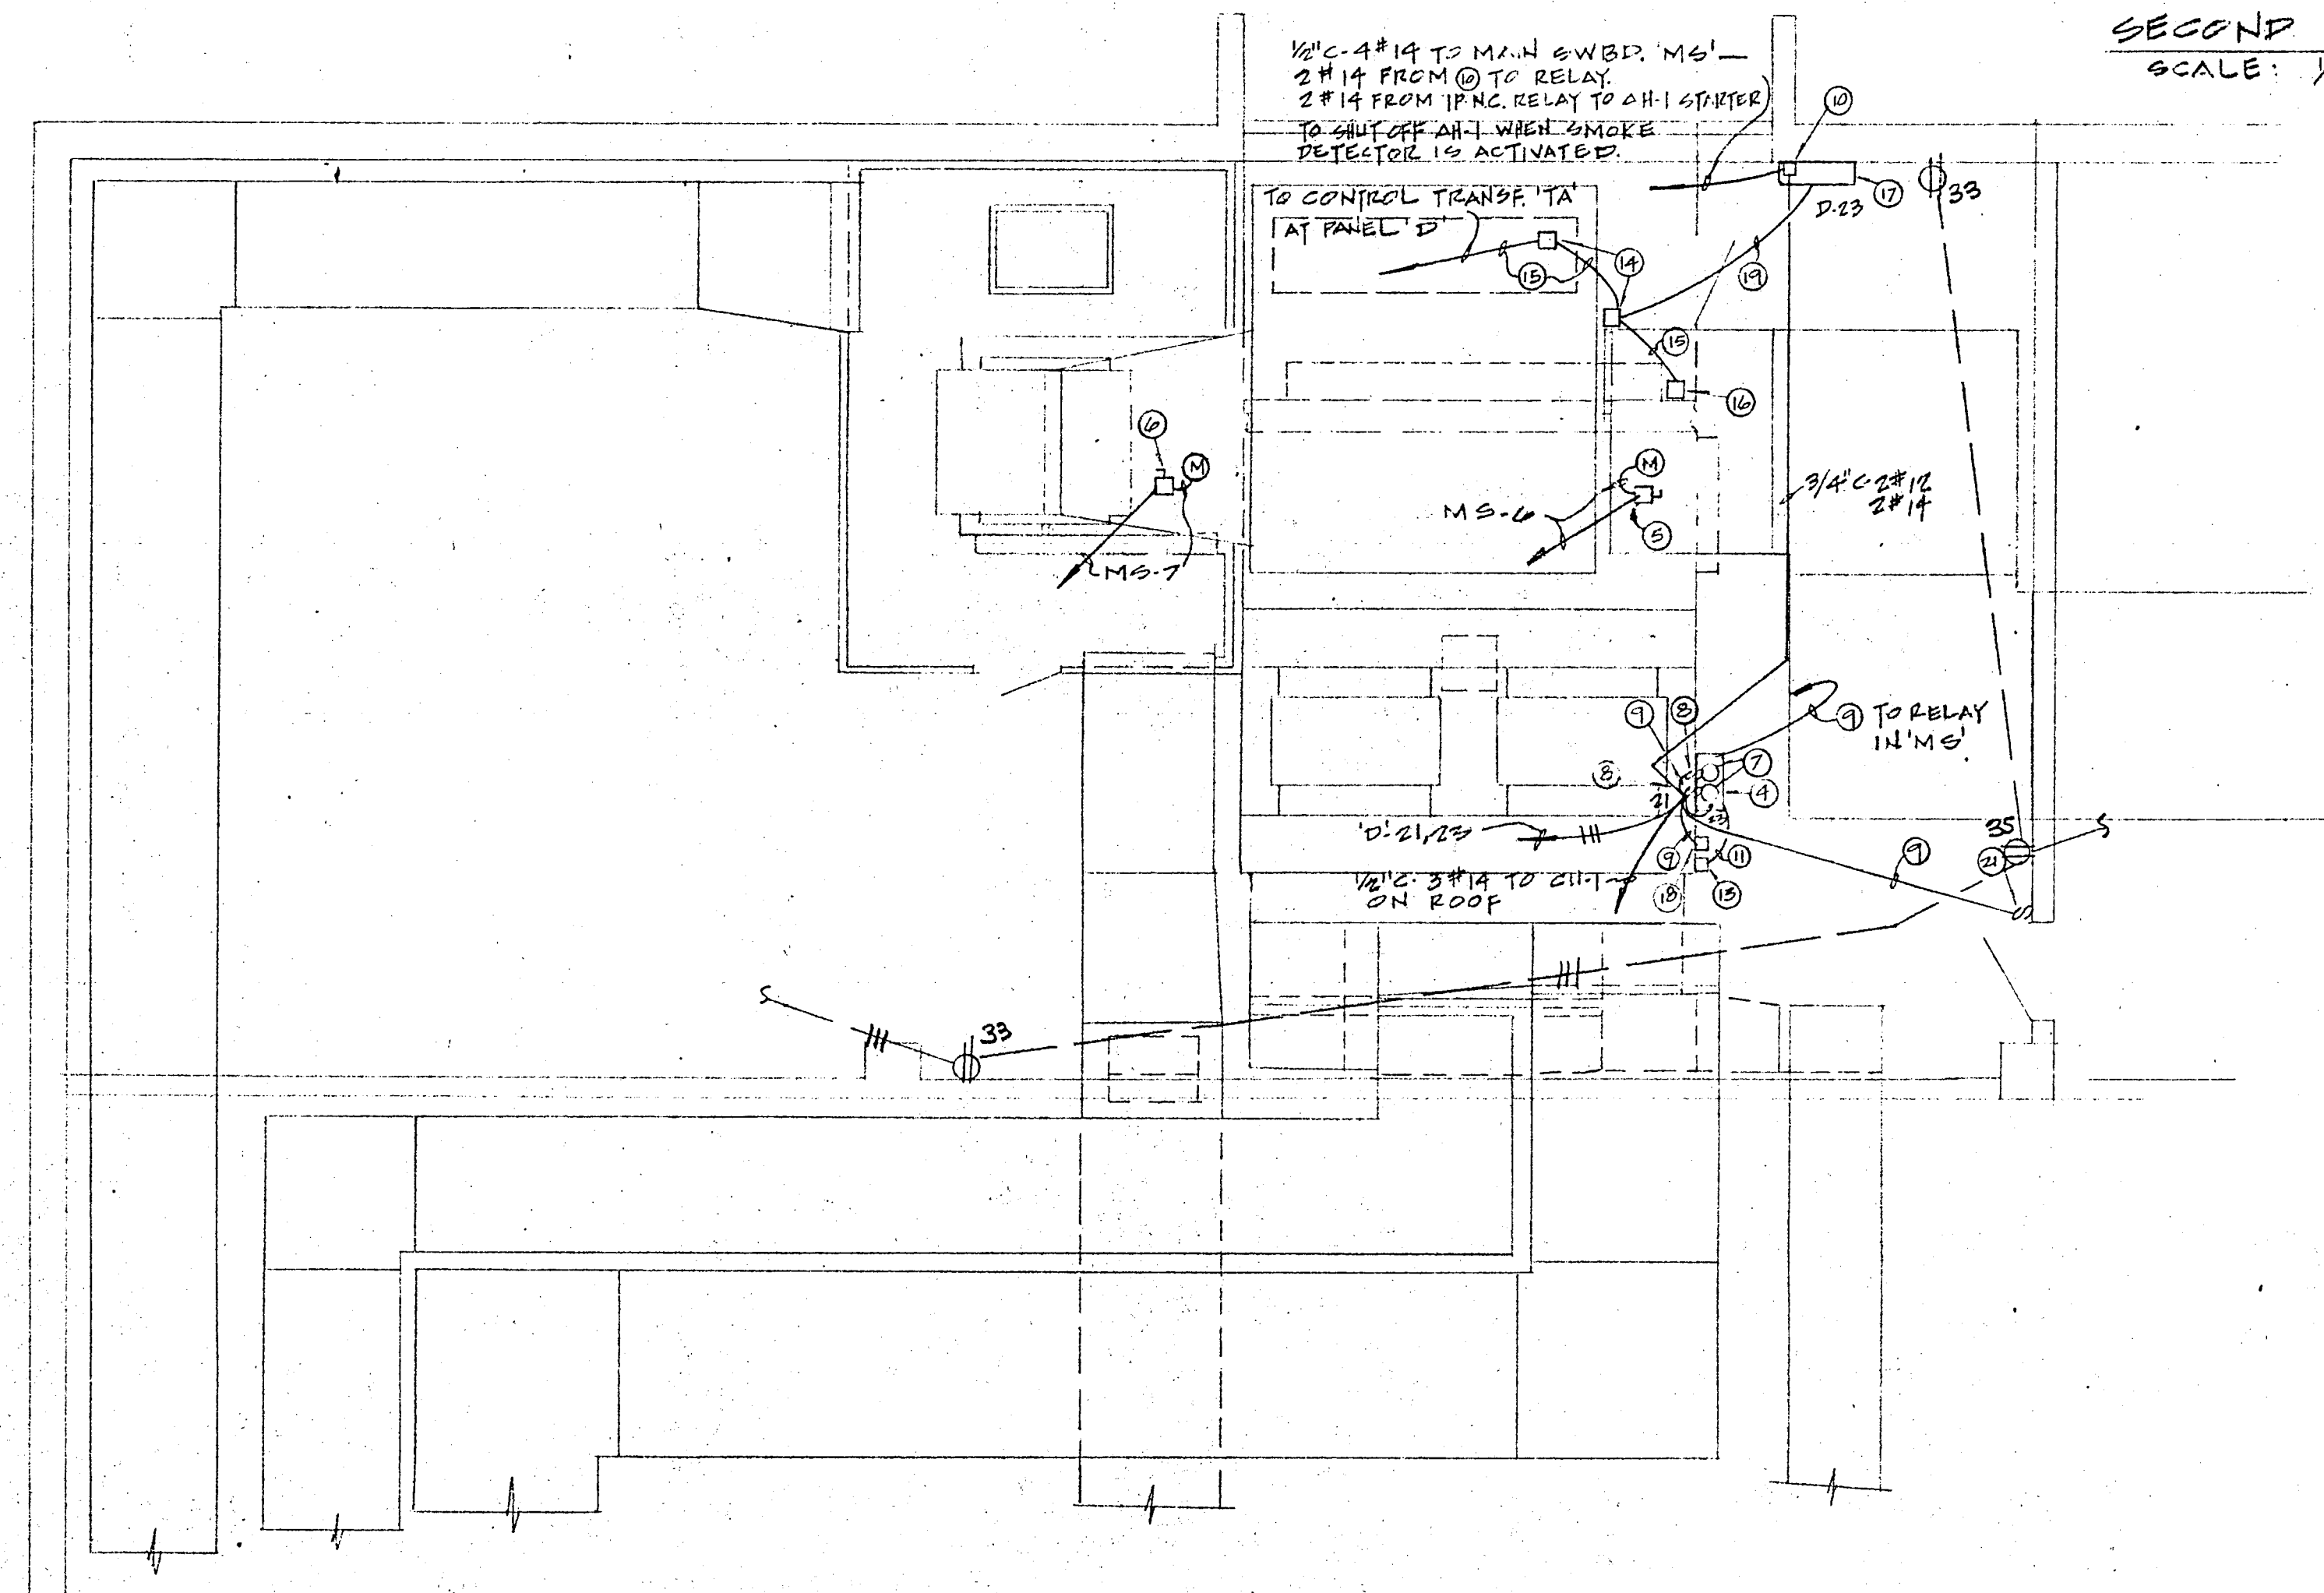 SECOND
SCALE:
1/2"C-4#14 TO MAIN SWBD. 'MS'
2#14 FROM 10 TO RELAY.
2#14 FROM 1P.N.C. RELAY TO AH-1 STARTER
TO SHUT OFF AH-1 WHEN SMOKE
DETECTOR IS ACTIVATED.
10
17
33
D-23
TO CONTROL TRANSF. 'TA'
AT PANEL 'D'
14
15
19
15
16
6
M
MS-7
M
MS-6
5
3/4"C-2#12
2#14
9
8
9 TO RELAY
IN 'MS'
7
8
4
21
23
'D'-21,23
9
11
18
13
1/2"C-3#14 TO CH-1
ON ROOF
9
35
21
S
S
S
33